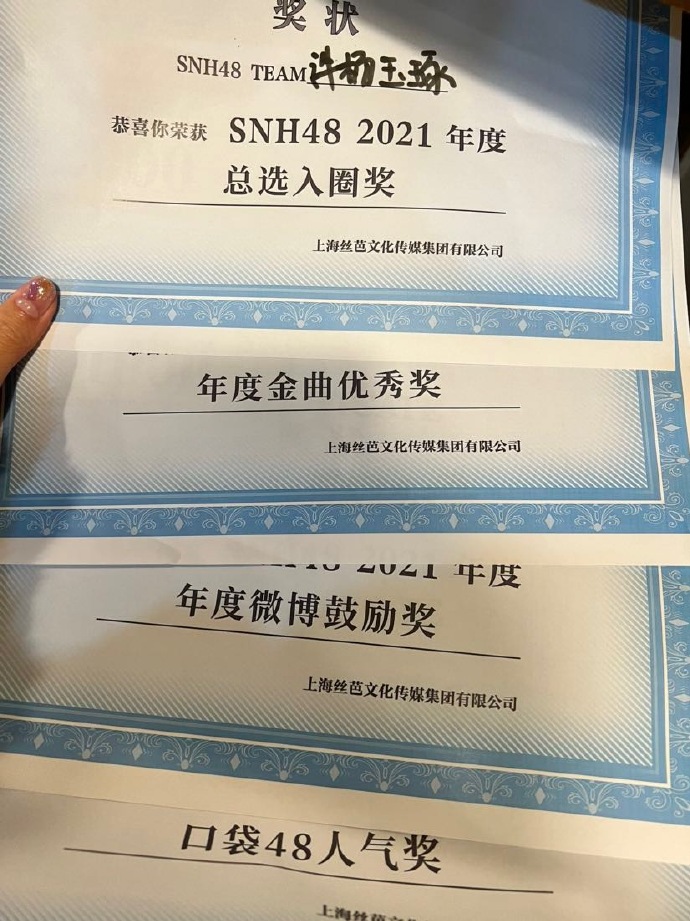 奖状
SNH48 TEAM 许杨玉琢
恭喜你荣获 SNH48 2021 年度
总选入圈奖
上海丝芭文化传媒集团有限公司
年度金曲优秀奖
上海丝芭文化传媒集团有限公司
2021 年度
年度微博鼓励奖
上海丝芭文化传媒集团有限公司
口袋48人气奖
上海丝芭文